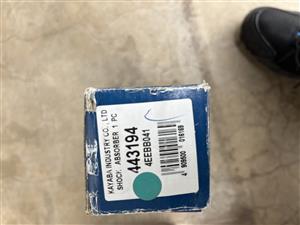 KAYABA INDUSTRY CO., LTD
SHOCK ABSORBER 1 PC
443194
4EEBB041